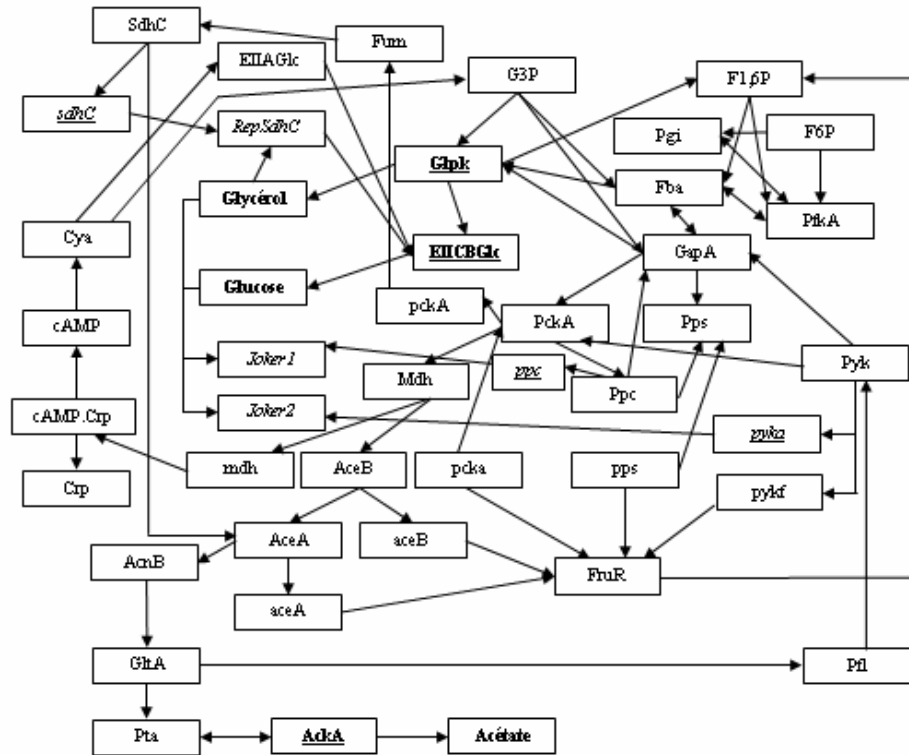 SdhC
Fum
EIIAGlc
G3P
F1,6P
sdhC
RepSdhC
Pgi
F6P
Glpk
Glycérol
Fba
PfkA
Cya
EIICBGlc
GapA
Glucose
pckA
PckA
Pps
cAMP
Joker1
ppc
Pyk
Mdh
Ppc
cAMP.Crp
Joker2
pyka
mdh
AceB
pcka
pps
Crp
pykf
AceA
aceB
AcnB
FruR
aceA
GltA
Pfl
Pta
AckA
Acétate